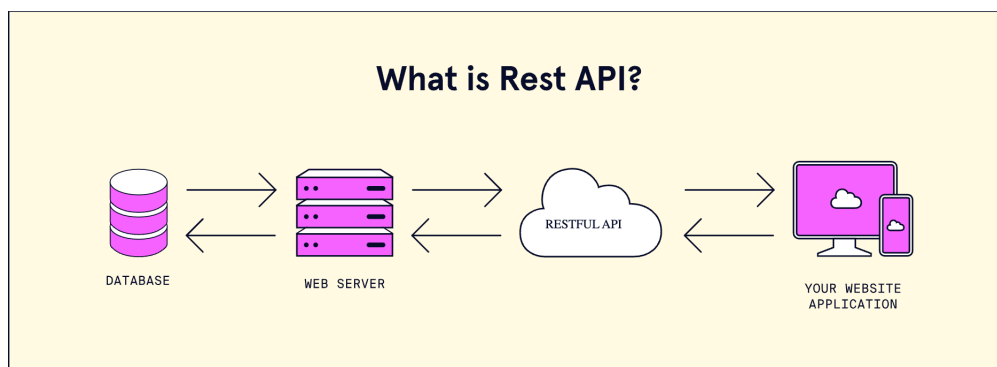 What is Rest API?
RESTFUL API
DATABASE
WEB SERVER
YOUR WEBSITE
APPLICATION